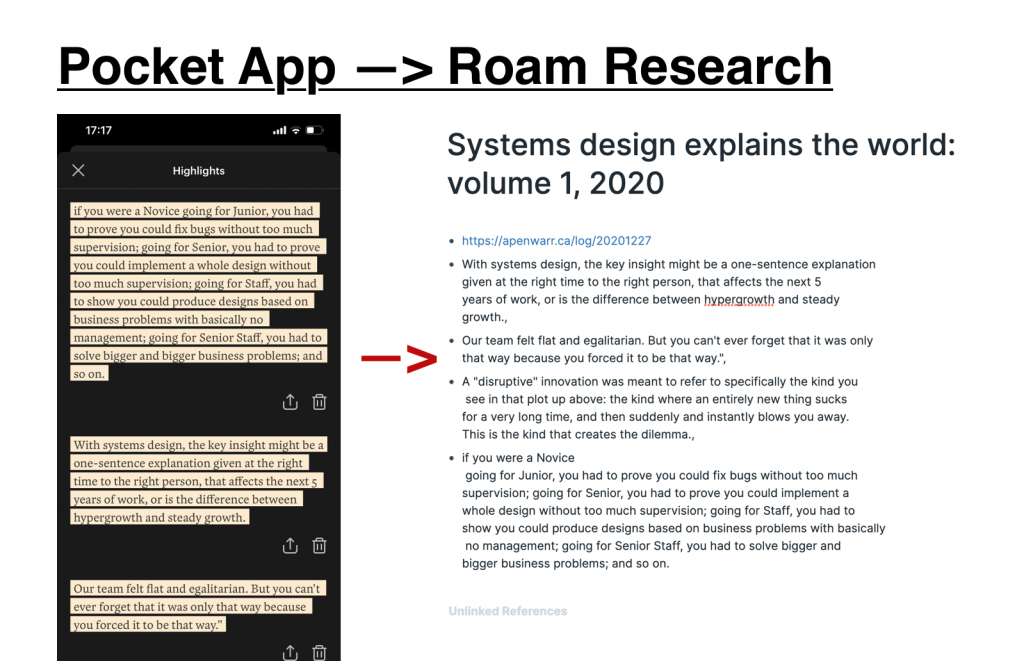 Pocket App —> Roam Research
17:17
Highlights
if you were a Novice going for Junior, you had
to prove you could fix bugs without too much
supervision; going for Senior, you had to prove
you could implement a whole design without
too much supervision; going for Staff, you had
to show you could produce designs based on
business problems with basically no
management; going for Senior Staff, you had to
solve bigger and bigger business problems; and
so on.
With systems design, the key insight might be a
one-sentence explanation given at the right
time to the right person, that affects the next 5
years of work, or is the difference between
hypergrowth and steady growth.
Our team felt flat and egalitarian. But you can't
ever forget that it was only that way because
you forced it to be that way."
—>
Systems design explains the world:
volume 1, 2020
• https://apenwarr.ca/log/20201227
• With systems design, the key insight might be a one-sentence explanation
given at the right time to the right person, that affects the next 5
years of work, or is the difference between hypergrowth and steady
growth.,
• Our team felt flat and egalitarian. But you can't ever forget that it was only
that way because you forced it to be that way.",
• A "disruptive" innovation was meant to refer to specifically the kind you
see in that plot up above: the kind where an entirely new thing sucks
for a very long time, and then suddenly and instantly blows you away.
This is the kind that creates the dilemma.,
• if you were a Novice
going for Junior, you had to prove you could fix bugs without too much
supervision; going for Senior, you had to prove you could implement a
whole design without too much supervision; going for Staff, you had to
show you could produce designs based on business problems with basically
no management; going for Senior Staff, you had to solve bigger and
bigger business problems; and so on.
Unlinked References